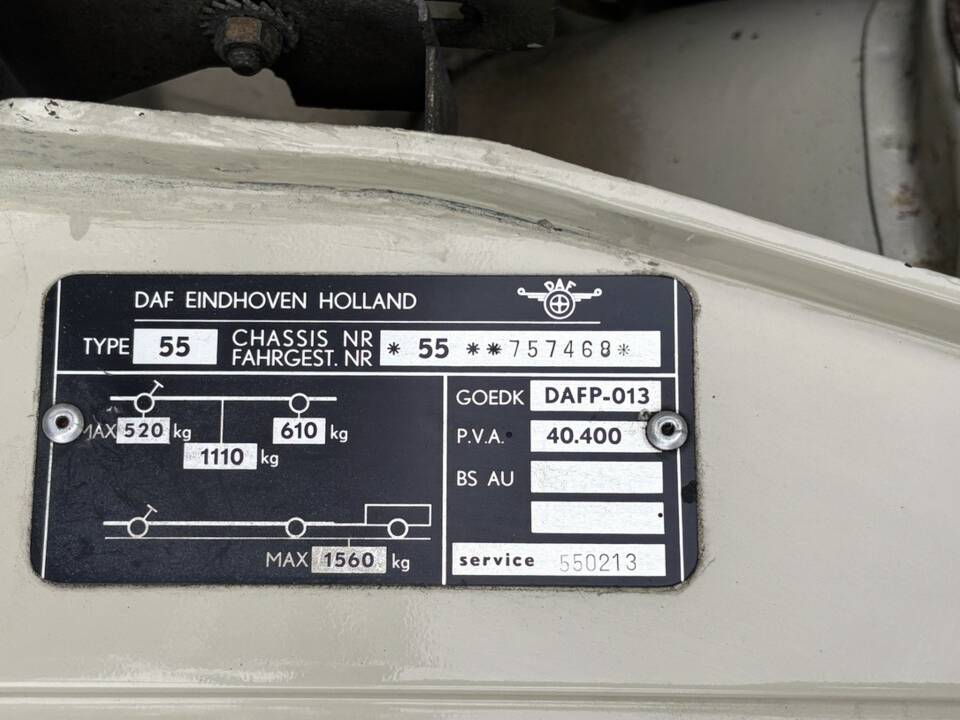 DAF EINDHOVEN HOLLAND
DAF
TYPE 55 CHASSIS NR
FAHRGEST. NR * 55 **757468*
MAX 520 kg 610 kg
1110 kg
MAX 1560 kg
GOEDK DAFP-013
P.V.A. 40.400
BS AU
service 550213